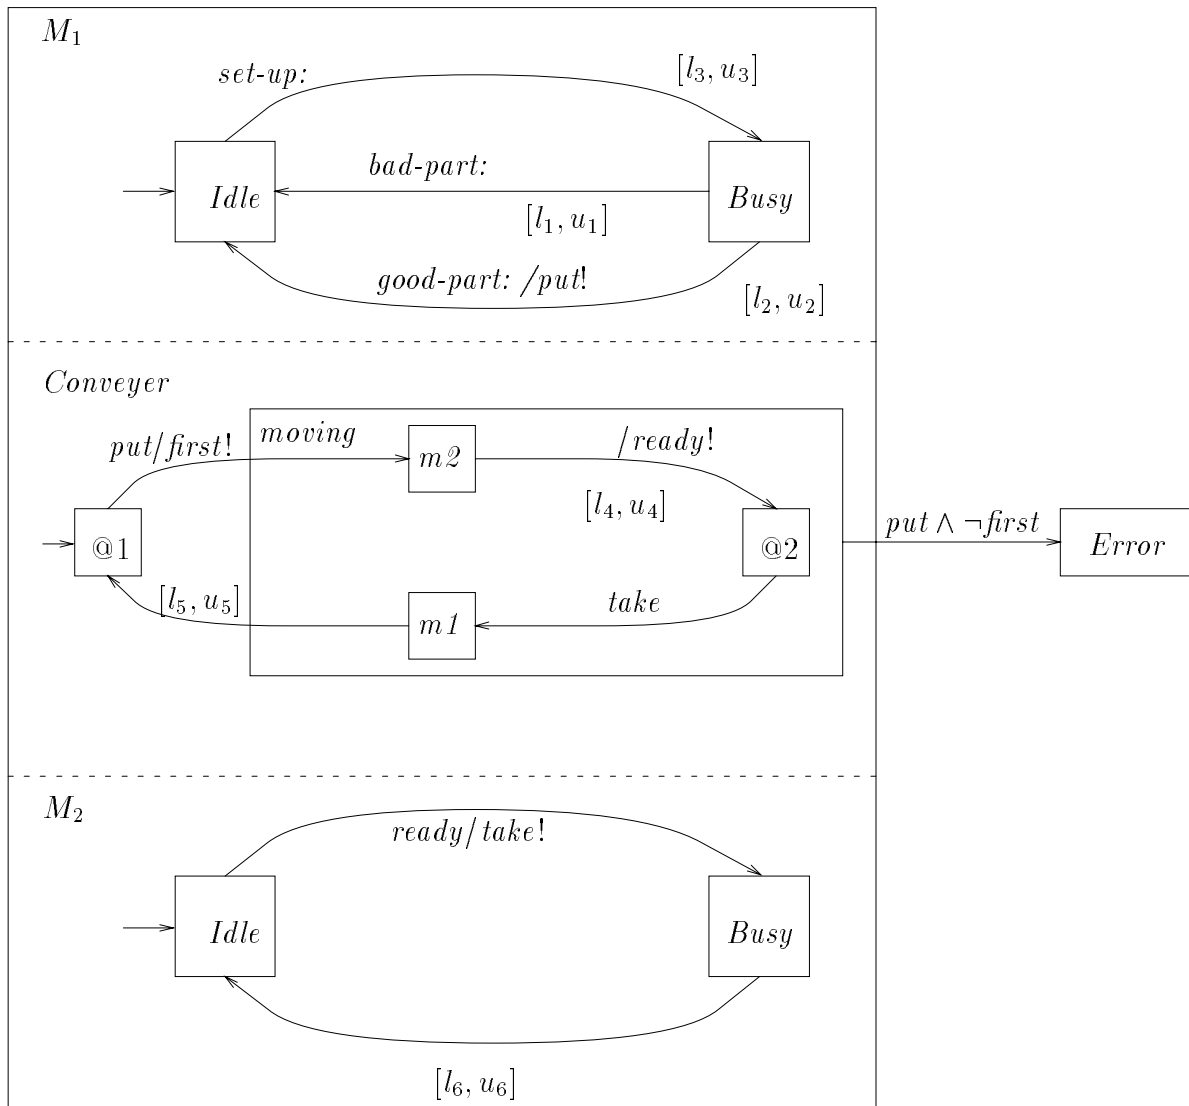 M₁
set-up:
[l₃, u₃]
bad-part:
Idle
Busy
[l₁, u₁]
good-part: /put!
[l₂, u₂]
Conveyer
put/first!
moving
m2
/ready!
[l₄, u₄]
put ∧ ¬first
@1
@2
Error
[l₅, u₅]
take
m1
M₂
ready/take!
Idle
Busy
[l₆, u₆]